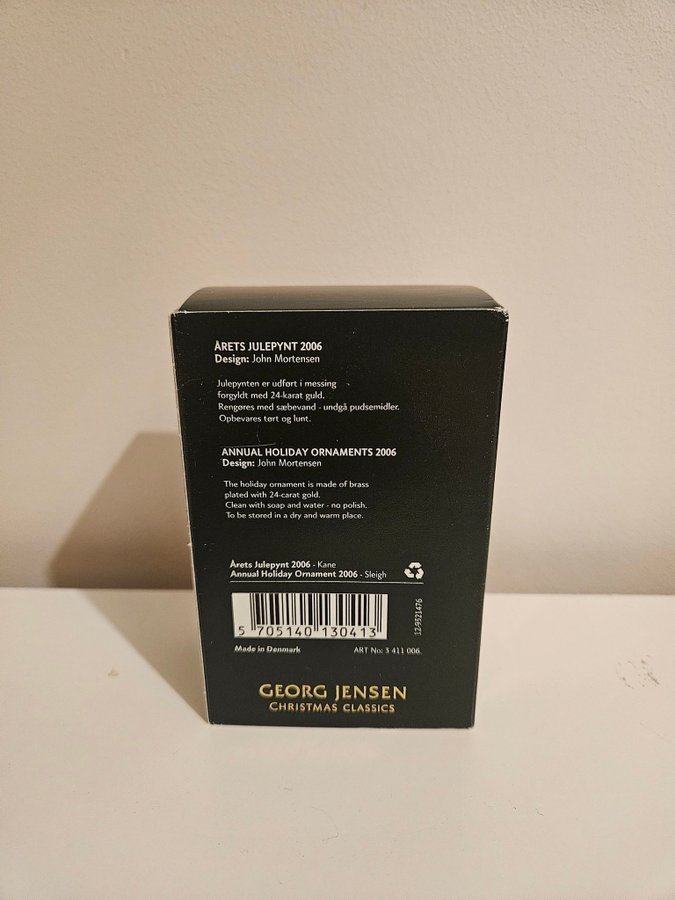 ÅRETS JULEPYNT 2006
Design: John Mortensen
Julepynten er udført i messing
forgyldt med 24-karat guld.
Rengøres med sæbevand - undgå pudsemidler.
Opbevares tørt og lunt.
ANNUAL HOLIDAY ORNAMENTS 2006
Design: John Mortensen
The holiday ornament is made of brass
plated with 24-carat gold.
Clean with soap and water - no polish.
To be stored in a dry and warm place.
Årets Julepynt 2006 - Kane
Annual Holiday Ornament 2006 - Sleigh
5 705140 130413
12-9521476
Made in Denmark
ART No: 3 411 006.
GEORG JENSEN
CHRISTMAS CLASSICS